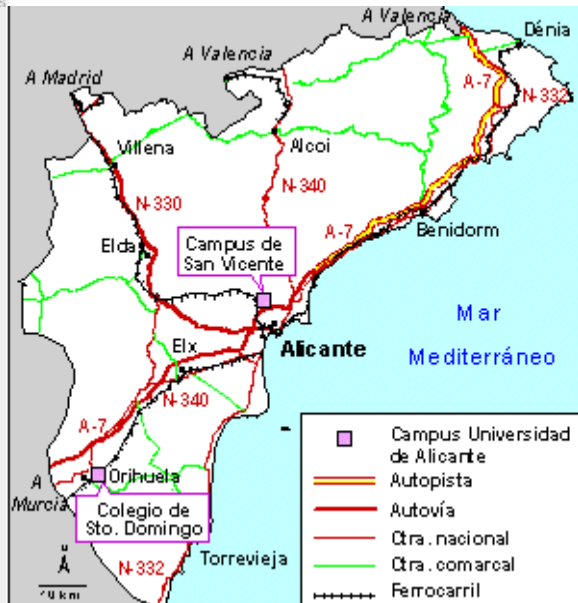 A Valencia
Dénia
A Valencia
A Madrid
A-7
N-332
Villena
Alcoi
N-330
N-340
A-7
Benidorm
Elda
Campus de
San Vicente
Mar
Mediterráneo
Alicante
Elx
N-340
A-7
Orihuela
A
Murcia
Colegio de
Sto. Domingo
Torrevieja
N-332
10 km
Campus Universidad
de Alicante
Autopista
Autovía
Ctra. nacional
Ctra. comarcal
Ferrocarril